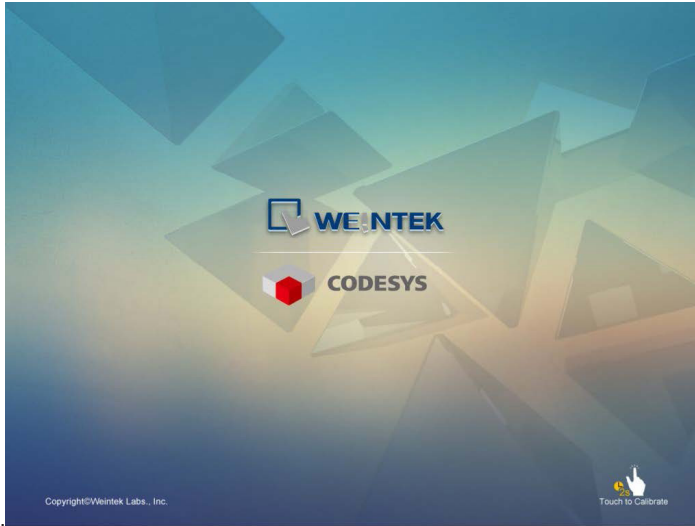 WEINTEK
CODESYS
2s
Copyright©Weintek Labs., Inc.
Touch to Calibrate